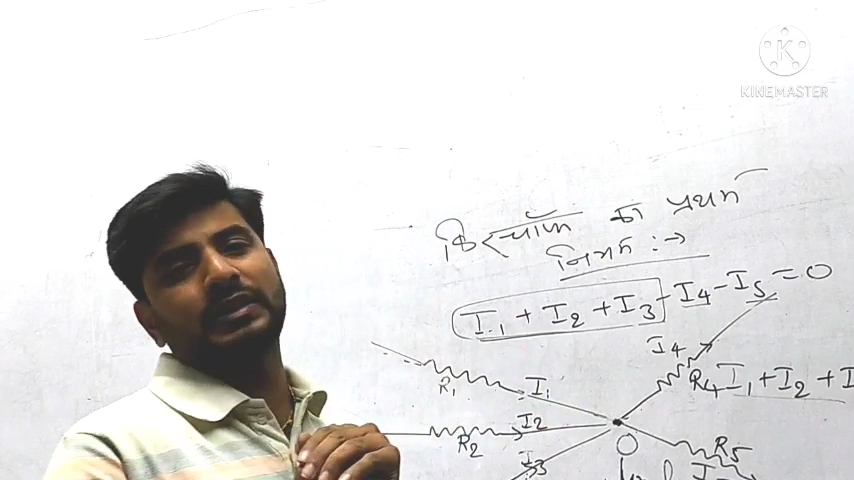 K
KINEMASTER
किरचॉफ का प्रथम
नियम :→
I₁ + I₂ + I₃ - I₄ - I₅ = 0
I₄
R₁ I₁ R₄ I₁ + I₂ + I
I₂
R₂ R₅
I₃ O